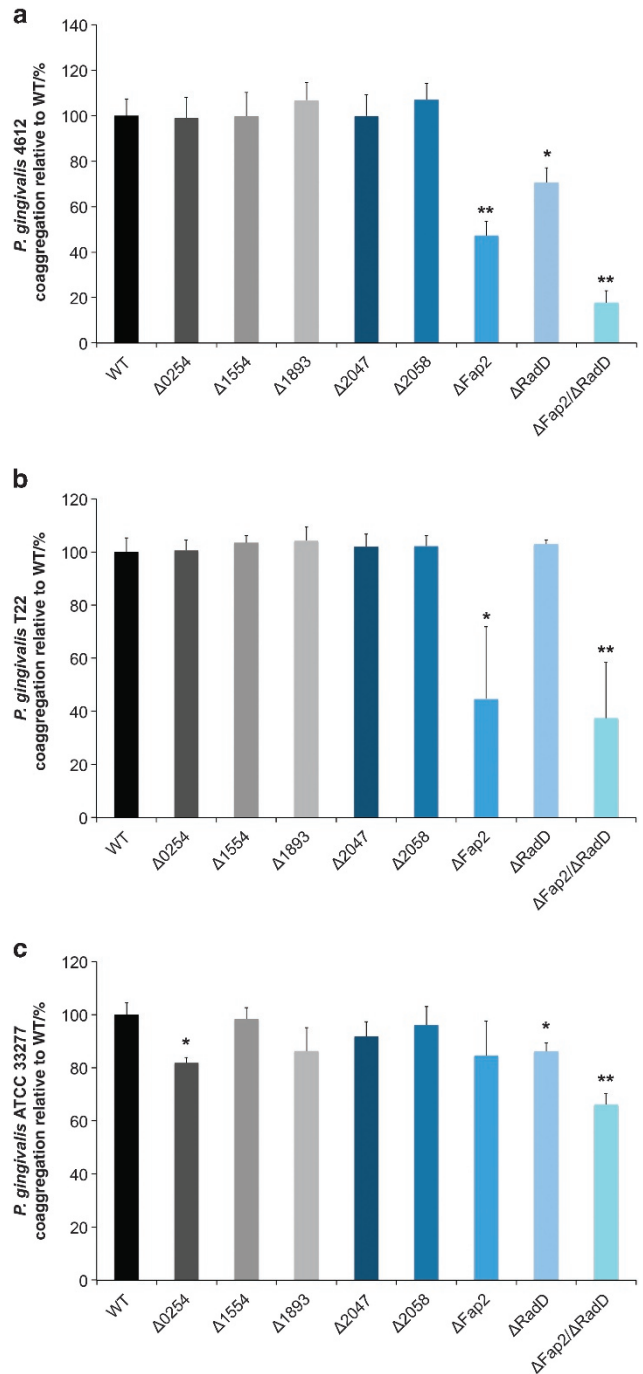 a
P. gingivalis 4612
coaggregation relative to WT/%
140
120
100
80
60
40
20
0
**
*
**
WT
Δ0254
Δ1554
Δ1893
Δ2047
Δ2058
ΔFap2
ΔRadD
ΔFap2/ΔRadD
b
P. gingivalis T22
coaggregation relative to WT/%
120
100
80
60
40
20
0
*
**
WT
Δ0254
Δ1554
Δ1893
Δ2047
Δ2058
ΔFap2
ΔRadD
ΔFap2/ΔRadD
c
P. gingivalis ATCC 33277
coaggregation relative to WT/%
120
100
80
60
40
20
0
*
*
**
WT
Δ0254
Δ1554
Δ1893
Δ2047
Δ2058
ΔFap2
ΔRadD
ΔFap2/ΔRadD